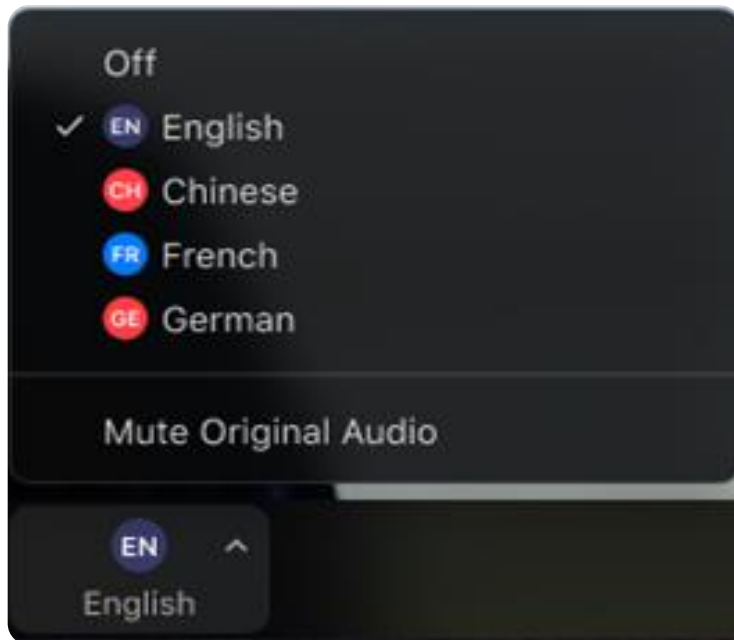 Off
EN English
CH Chinese
FR French
GE German
Mute Original Audio
EN
English